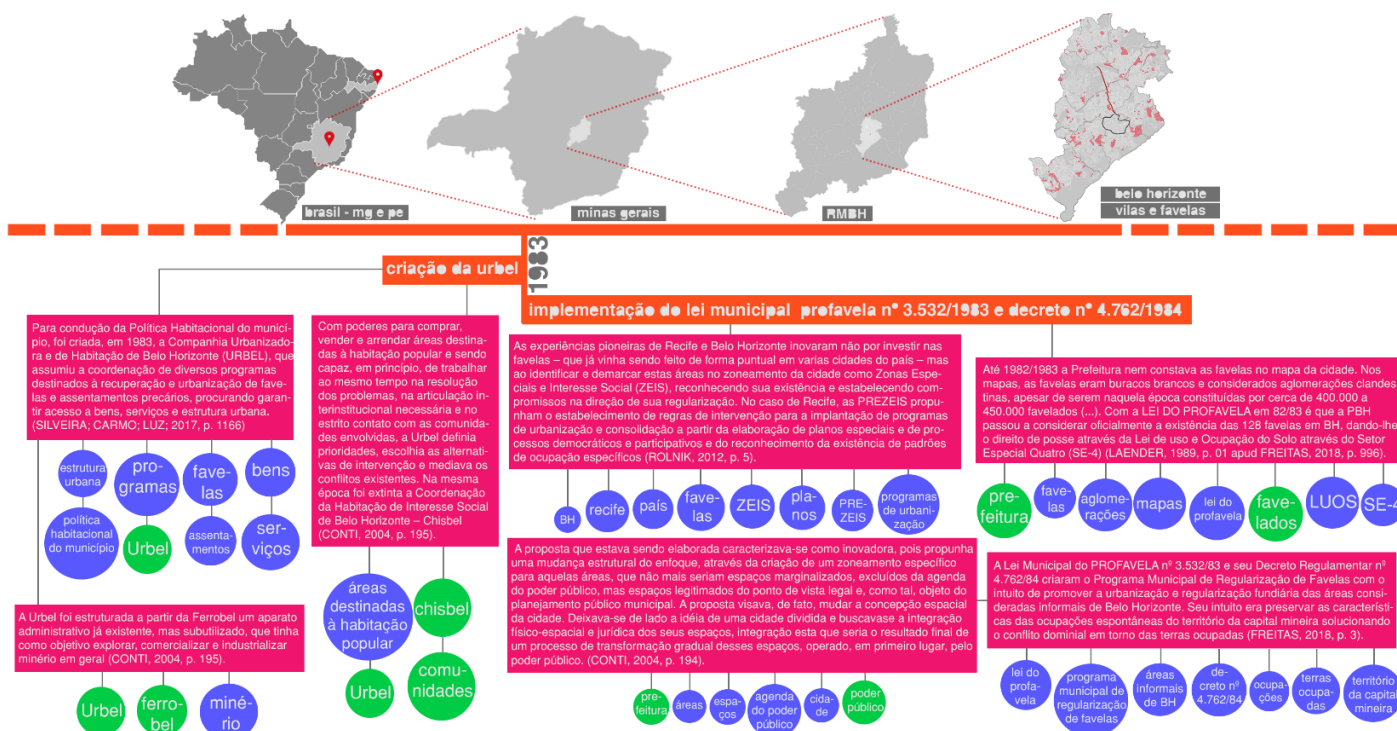 brasil - mg e pe
minas gerais
RMBH
belo horizonte
vilas e favelas
1983
criação da urbel
implementação do lei municipal profavela nº 3.532/1983 e decreto nº 4.762/1984
Para condução da Política Habitacional do municí-
pio, foi criada, em 1983, a Companhia Urbanizado-
ra e de Habitação de Belo Horizonte (URBEL), que
assumiu a coordenação de diversos programas
destinados à recuperação e urbanização de fave-
las e assentamentos precários, procurando garan-
tir acesso a bens, serviços e estrutura urbana.
(SILVEIRA; CARMO; LUZ; 2017, p. 1166)
estrutura
urbana
pro-
gramas
fave-
las
bens
política
habitacional
do município
Urbel
assenta-
mentos
ser-
viços
A Urbel foi estruturada a partir da Ferrobel um aparato
administrativo já existente, mas subutilizado, que tinha
como objetivo explorar, comercializar e industrializar
minério em geral (CONTI, 2004, p. 195).
Urbel
ferro-
bel
miné-
rio
Com poderes para comprar,
vender e arrendar áreas destina-
das à habitação popular e sendo
capaz, em princípio, de trabalhar
ao mesmo tempo na resolução
dos problemas, na articulação in-
terinstitucional necessária e no
estrito contato com as comunida-
des envolvidas, a Urbel definia
prioridades, escolhia as alternati-
vas de intervenção e mediava os
conflitos existentes. Na mesma
época foi extinta a Coordenação
da Habitação de Interesse Social
de Belo Horizonte – Chisbel
(CONTI, 2004, p. 195).
áreas
destinadas
à habitação
popular
chisbel
Urbel
comu-
nidades
As experiências pioneiras de Recife e Belo Horizonte inovaram não por investir nas
favelas – que já vinha sendo feito de forma puntual em varias cidades do país – mas
ao identificar e demarcar estas áreas no zoneamento da cidade como Zonas Espe-
ciais e Interesse Social (ZEIS), reconhecendo sua existência e estabelecendo com-
promissos na direção de sua regularização. No caso de Recife, as PREZEIS propu-
nham o estabelecimento de regras de intervenção para a implantação de programas
de urbanização e consolidação a partir da elaboração de planos especiais e de pro-
cessos democráticos e participativos e do reconhecimento da existência de padrões
de ocupação específicos (ROLNIK, 2012, p. 5).
BH
recife
país
fave-
las
ZEIS
pla-
nos
PRE-
ZEIS
programas
de urbani-
zação
A proposta que estava sendo elaborada caracterizava-se como inovadora, pois propunha
uma mudança estrutural do enfoque, através da criação de um zoneamento específico
para aquelas áreas, que não mais seriam espaços marginalizados, excluídos da agenda
do poder público, mas espaços legitimados do ponto de vista legal e, como tal, objeto do
planejamento público municipal. A proposta visava, de fato, mudar a concepção espacial
da cidade. Deixava-se de lado a idéia de uma cidade dividida e buscavase a integração
físico-espacial e jurídica dos seus espaços, integração esta que seria o resultado final de
um processo de transformação gradual desses espaços, operado, em primeiro lugar, pelo
poder público. (CONTI, 2004, p. 194).
pre-
feitura
áreas
espa-
ços
agenda
do poder
público
cida-
de
poder
público
Até 1982/1983 a Prefeitura nem constava as favelas no mapa da cidade. Nos
mapas, as favelas eram buracos brancos e considerados aglomerações clandes-
tinas, apesar de serem naquela época constituídas por cerca de 400.000 a
450.000 favelados (...). Com a LEI DO PROFAVELA em 82/83 é que a PBH
passou a considerar oficialmente a existência das 128 favelas em BH, dando-lhe
o direito de posse através da Lei de uso e Ocupação do Solo através do Setor
Especial Quatro (SE-4) (LAENDER, 1989, p. 01 apud FREITAS, 2018, p. 996).
pre-
feitura
fave-
las
aglome-
rações
mapas
lei do
profavela
fave-
lados
LUOS
SE-4
A Lei Municipal do PROFAVELA nº 3.532/83 e seu Decreto Regulamentar nº
4.762/84 criaram o Programa Municipal de Regularização de Favelas com o
intuito de promover a urbanização e regularização fundiária das áreas consi-
deradas informais de Belo Horizonte. Seu intuito era preservar as característi-
cas das ocupações espontâneas do território da capital mineira solucionando
o conflito dominial em torno das terras ocupadas (FREITAS, 2018, p. 3).
lei do
profa-
vela
programa
municipal de
regularização
de favelas
áreas
informais
de BH
de-
creto nº
4.762/84
ocupa-
ções
terras
ocupa-
das
território
da capital
mineira